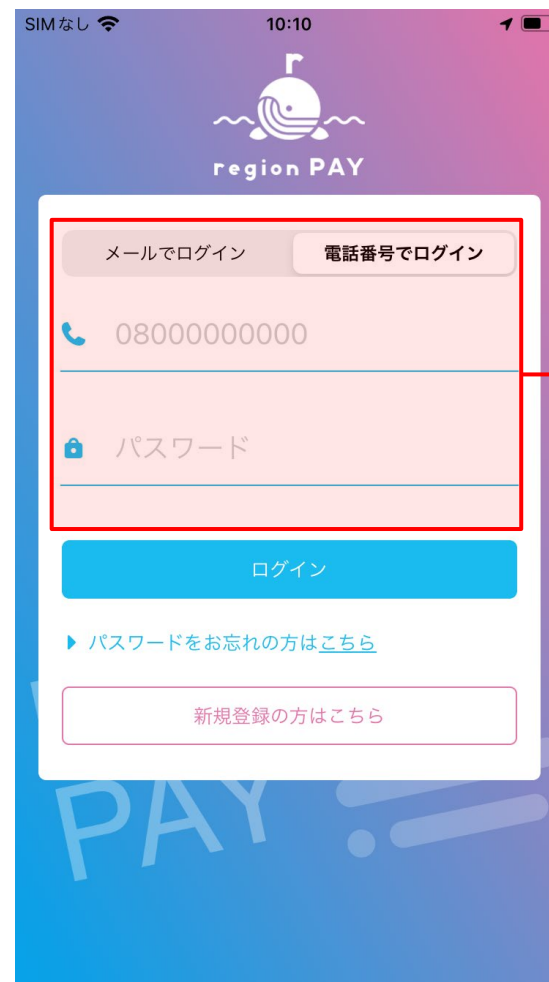 SIMなし
10:10
r
region PAY
メールでログイン
電話番号でログイン
08000000000
パスワード
ログイン
パスワードをお忘れの方はこちら
新規登録の方はこちら
PAY